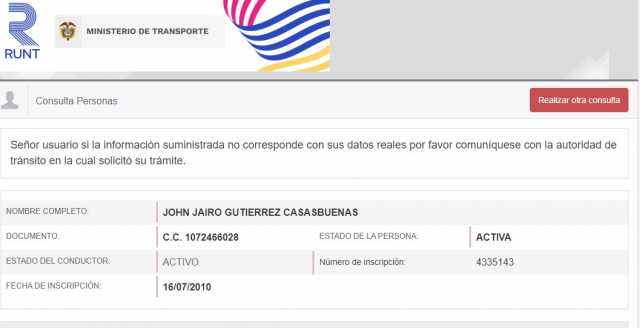 RUNT
MINISTERIO DE TRANSPORTE
Consulta Personas
Realizar otra consulta
Señor usuario si la información suministrada no corresponde con sus datos reales por favor comuníquese con la autoridad de
tránsito en la cual solicitó su trámite.
NOMBRE COMPLETO: JOHN JAIRO GUTIERREZ CASASBUENAS
DOCUMENTO: C.C. 1072466028 ESTADO DE LA PERSONA: ACTIVA
ESTADO DEL CONDUCTOR: ACTIVO Número de inscripción: 4335143
FECHA DE INSCRIPCIÓN: 16/07/2010